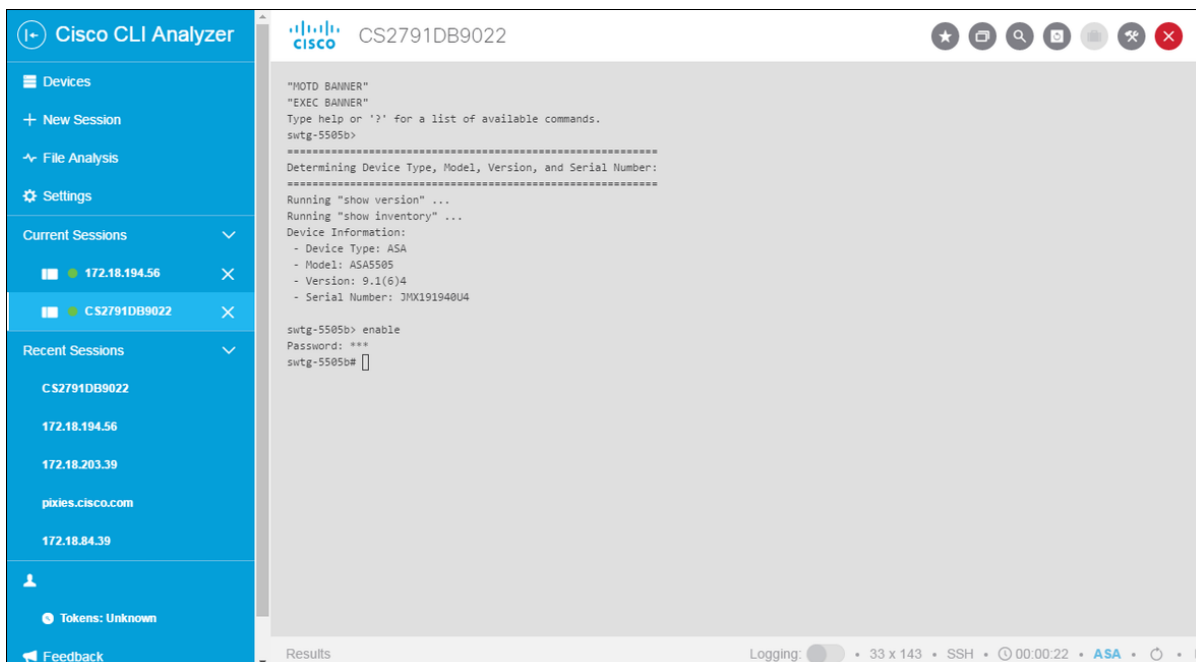 Cisco CLI Analyzer
Devices
New Session
File Analysis
Settings
Current Sessions
172.18.194.56
CS2791DB9022
Recent Sessions
CS2791DB9022
172.18.194.56
172.18.203.39
pixies.cisco.com
172.18.84.39
Tokens: Unknown
Feedback
CISCO
CS2791DB9022
"MOTD BANNER"
"EXEC BANNER"
Type help or '?' for a list of available commands.
swtg-5505b>
============================================================
Determining Device Type, Model, Version, and Serial Number:
============================================================
Running "show version" ...
Running "show inventory" ...
Device Information:
- Device Type: ASA
- Model: ASA5505
- Version: 9.1(6)4
- Serial Number: JMX191940U4
swtg-5505b> enable
Password: ***
swtg-5505b#
Results
Logging: • 33 x 143 • SSH • 00:00:22 • ASA • •